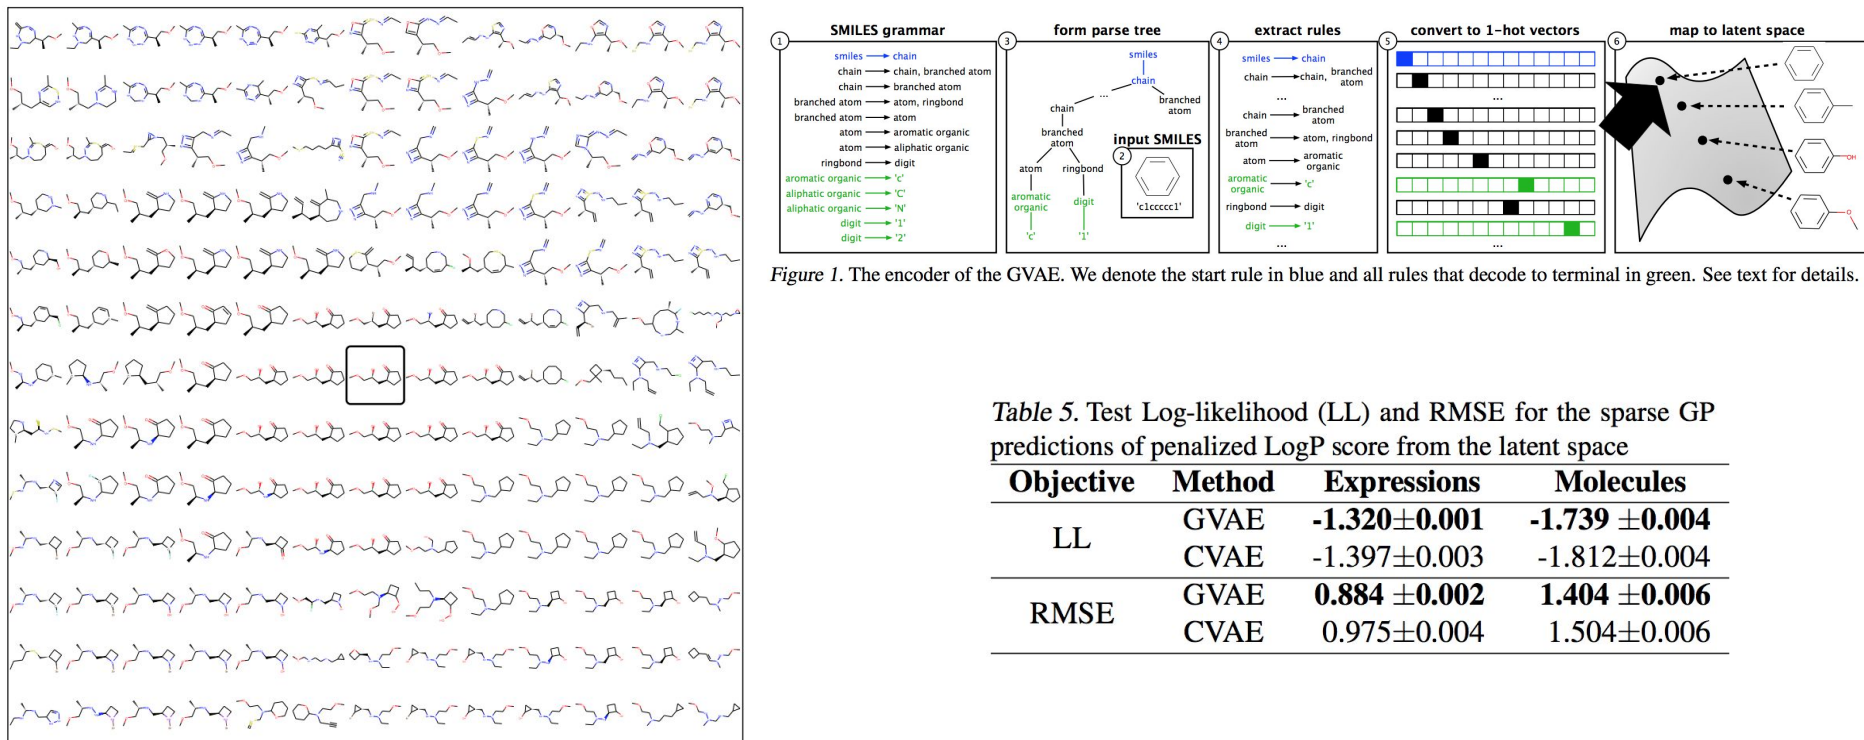 1 SMILES grammar
smiles → chain
chain → chain, branched atom
chain → branched atom
branched atom → atom, ringbond
branched atom → atom
atom → aromatic organic
atom → aliphatic organic
ringbond → digit
aromatic organic → 'c'
aliphatic organic → 'C'
aliphatic organic → 'N'
digit → '1'
digit → '2'
3 form parse tree
smiles
chain
...
chain
branched atom
branched atom
atom ringbond
aromatic organic
digit
'c' '1'
input SMILES
2
'c1ccccc1'
4 extract rules
smiles → chain
chain → chain, branched atom
...
chain → branched atom
branched atom → atom, ringbond
atom → aromatic organic
aromatic organic → 'c'
ringbond → digit
digit → '1'
...
5 convert to 1-hot vectors
...
...
6 map to latent space
OH
O
Figure 1. The encoder of the GVAE. We denote the start rule in blue and all rules that decode to terminal in green. See text for details.
Table 5. Test Log-likelihood (LL) and RMSE for the sparse GP
predictions of penalized LogP score from the latent space
Objective Method Expressions Molecules
LL GVAE -1.320±0.001 -1.739 ±0.004
CVAE -1.397±0.003 -1.812±0.004
RMSE GVAE 0.884 ±0.002 1.404 ±0.006
CVAE 0.975±0.004 1.504±0.006